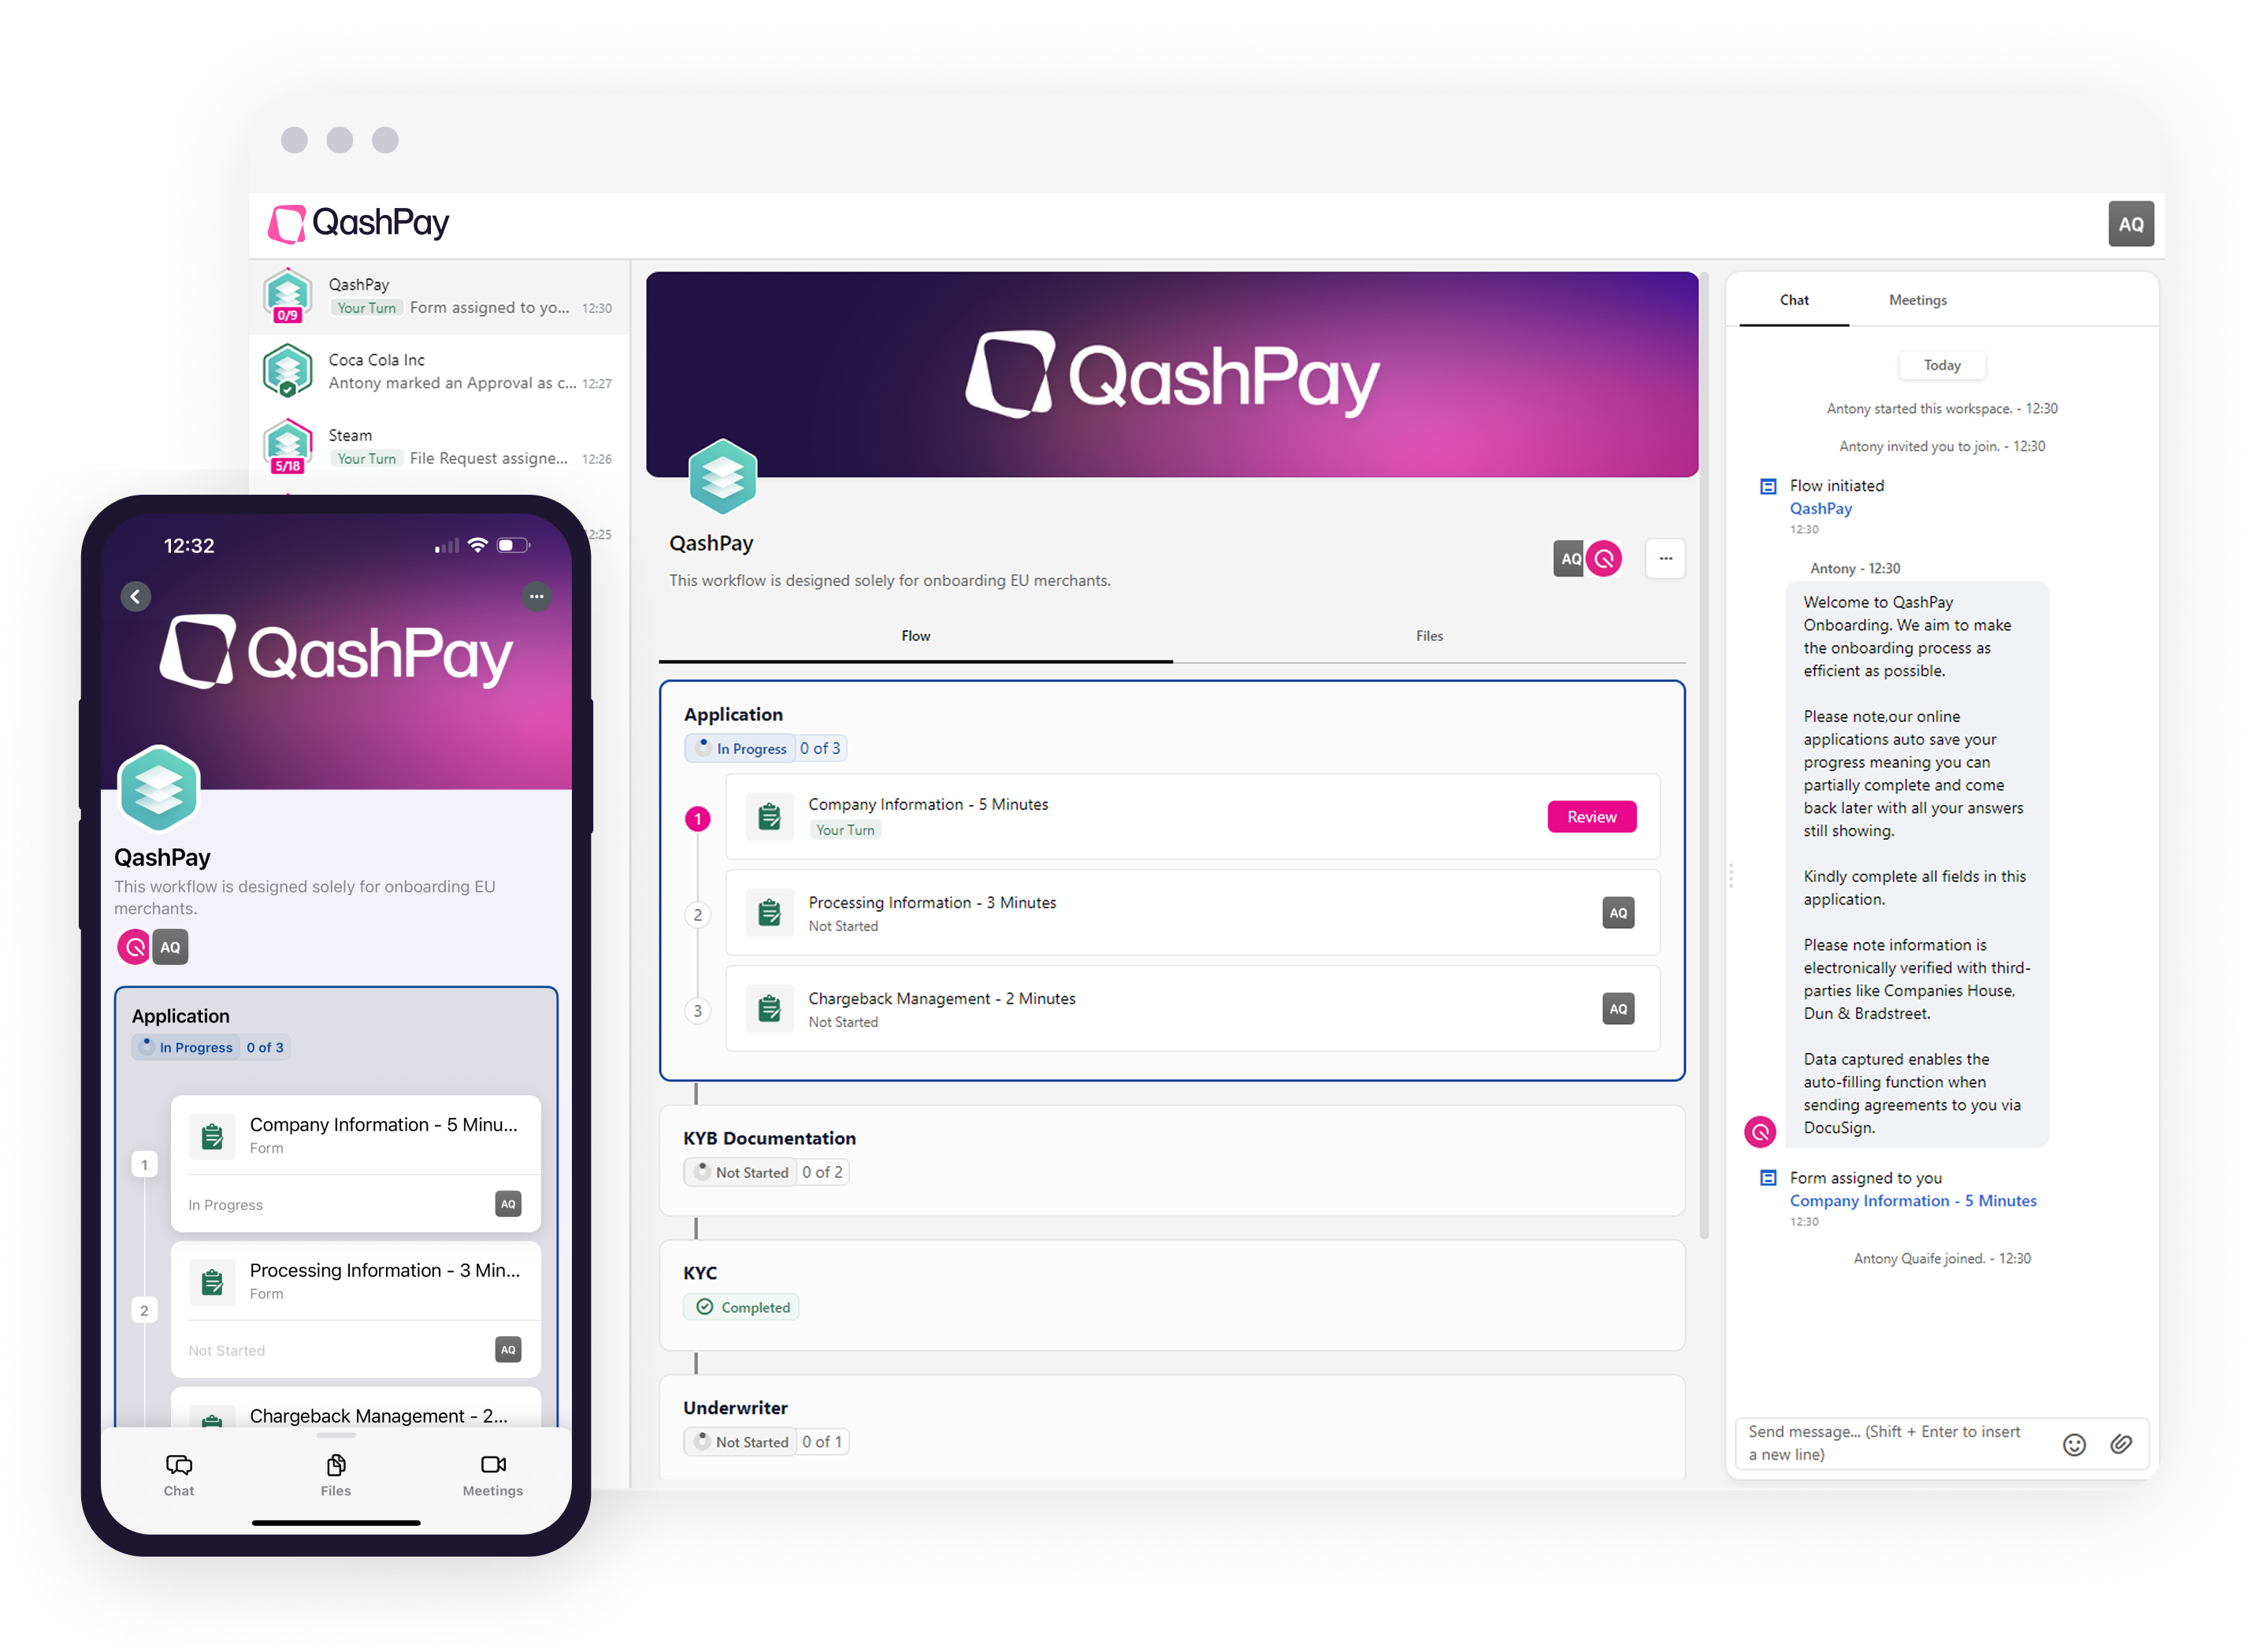 QashPay
AQ
QashPay
Your Turn Form assigned to yo... 12:30
0/9
Coca Cola Inc
Antony marked an Approval as c... 12:27
Steam
Your Turn File Request assigne... 12:26
5/18
2:25
QashPay
QashPay
AQ
This workflow is designed solely for onboarding EU merchants.
Flow
Files
Application
In Progress 0 of 3
1
Company Information - 5 Minutes
Your Turn
Review
2
Processing Information - 3 Minutes
Not Started
AQ
3
Chargeback Management - 2 Minutes
Not Started
AQ
KYB Documentation
Not Started 0 of 2
KYC
Completed
Underwriter
Not Started 0 of 1
Chat
Meetings
Today
Antony started this workspace. - 12:30
Antony invited you to join. - 12:30
Flow initiated
QashPay
12:30
Antony - 12:30
Welcome to QashPay
Onboarding. We aim to make
the onboarding process as
efficient as possible.
Please note,our online
applications auto save your
progress meaning you can
partially complete and come
back later with all your answers
still showing.
Kindly complete all fields in this
application.
Please note information is
electronically verified with third-
parties like Companies House,
Dun & Bradstreet.
Data captured enables the
auto-filling function when
sending agreements to you via
DocuSign.
Form assigned to you
Company Information - 5 Minutes
12:30
Antony Quaife joined. - 12:30
Send message... (Shift + Enter to insert
a new line)
12:32
QashPay
QashPay
This workflow is designed solely for onboarding EU
merchants.
AQ
Application
In Progress 0 of 3
1
Company Information - 5 Minu...
Form
In Progress
AQ
2
Processing Information - 3 Min...
Form
Not Started
AQ
Chargeback Management - 2...
Chat
Files
Meetings